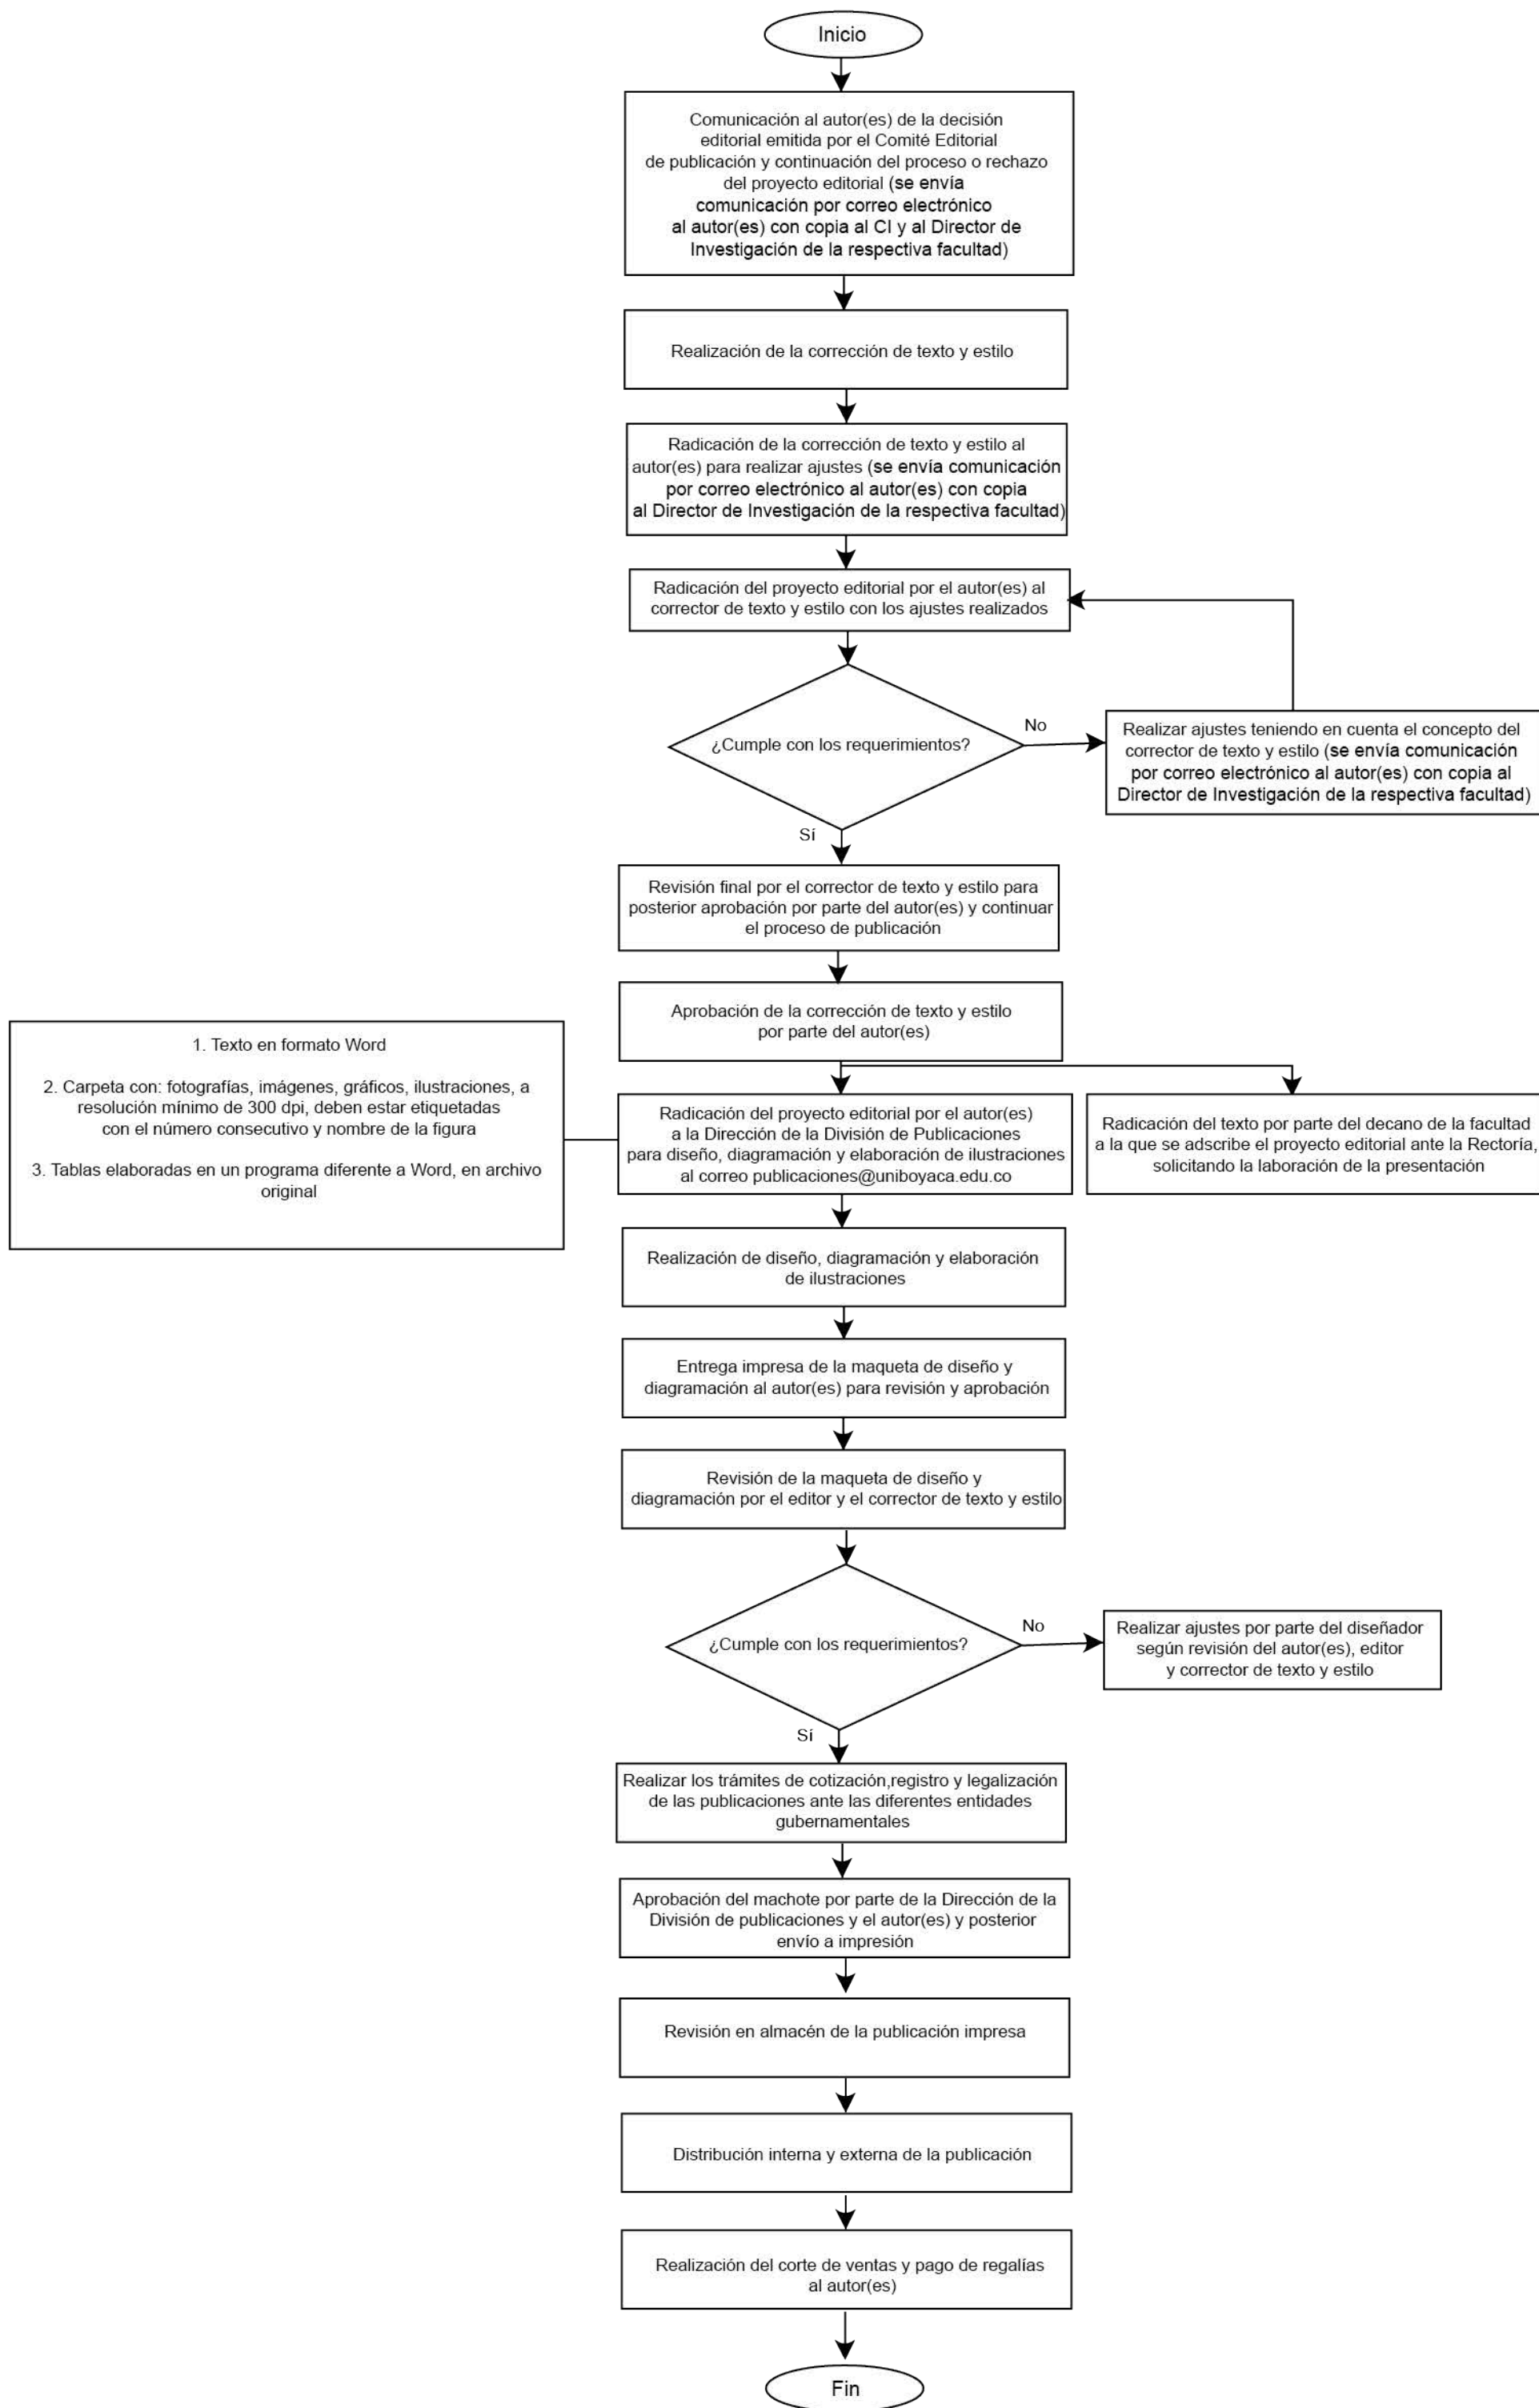 Inicio
Comunicación al autor(es) de la decisión
editorial emitida por el Comité Editorial
de publicación y continuación del proceso o rechazo
del proyecto editorial (se envía
comunicación por correo electrónico
al autor(es) con copia al CI y al Director de
Investigación de la respectiva facultad)
Realización de la corrección de texto y estilo
Radicación de la corrección de texto y estilo al
autor(es) para realizar ajustes (se envía comunicación
por correo electrónico al autor(es) con copia
al Director de Investigación de la respectiva facultad)
Radicación del proyecto editorial por el autor(es) al
corrector de texto y estilo con los ajustes realizados
¿Cumple con los requerimientos?
No
Realizar ajustes teniendo en cuenta el concepto del
corrector de texto y estilo (se envía comunicación
por correo electrónico al autor(es) con copia al
Director de Investigación de la respectiva facultad)
Sí
Revisión final por el corrector de texto y estilo para
posterior aprobación por parte del autor(es) y continuar
el proceso de publicación
Aprobación de la corrección de texto y estilo
por parte del autor(es)
1. Texto en formato Word
2. Carpeta con: fotografías, imágenes, gráficos, ilustraciones, a
resolución mínimo de 300 dpi, deben estar etiquetadas
con el número consecutivo y nombre de la figura
3. Tablas elaboradas en un programa diferente a Word, en archivo
original
Radicación del proyecto editorial por el autor(es)
a la Dirección de la División de Publicaciones
para diseño, diagramación y elaboración de ilustraciones
al correo publicaciones@uniboyaca.edu.co
Radicación del texto por parte del decano de la facultad
a la que se adscribe el proyecto editorial ante la Rectoría,
solicitando la laboración de la presentación
Realización de diseño, diagramación y elaboración
de ilustraciones
Entrega impresa de la maqueta de diseño y
diagramación al autor(es) para revisión y aprobación
Revisión de la maqueta de diseño y
diagramación por el editor y el corrector de texto y estilo
¿Cumple con los requerimientos?
No
Realizar ajustes por parte del diseñador
según revisión del autor(es), editor
y corrector de texto y estilo
Sí
Realizar los trámites de cotización,registro y legalización
de las publicaciones ante las diferentes entidades
gubernamentales
Aprobación del machote por parte de la Dirección de la
División de publicaciones y el autor(es) y posterior
envío a impresión
Revisión en almacén de la publicación impresa
Distribución interna y externa de la publicación
Realización del corte de ventas y pago de regalías
al autor(es)
Fin